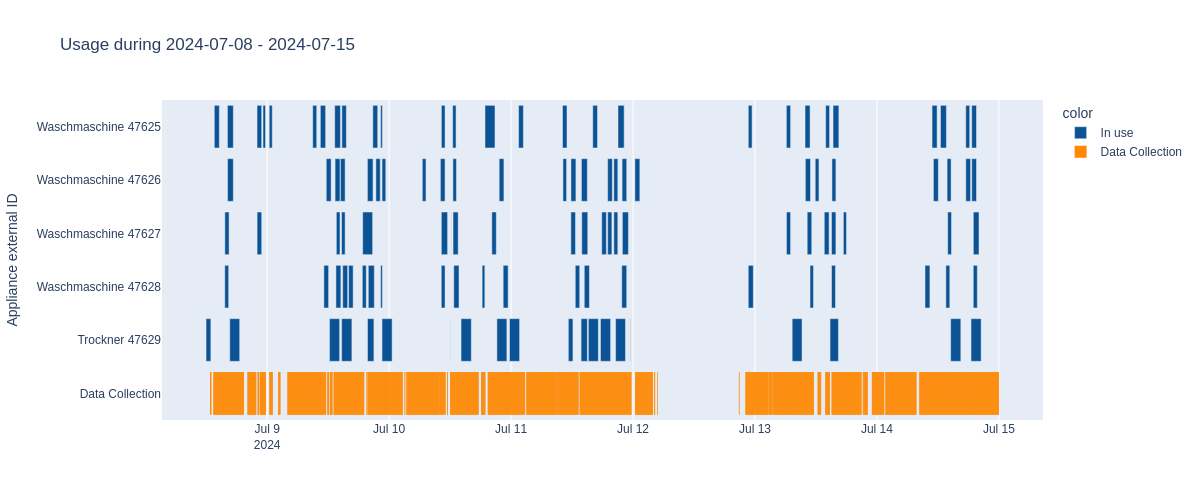 Usage during 2024-07-08 - 2024-07-15
color
In use
Data Collection
Appliance external ID
Waschmaschine 47625
Waschmaschine 47626
Waschmaschine 47627
Waschmaschine 47628
Trockner 47629
Data Collection
Jul 9
2024
Jul 10
Jul 11
Jul 12
Jul 13
Jul 14
Jul 15